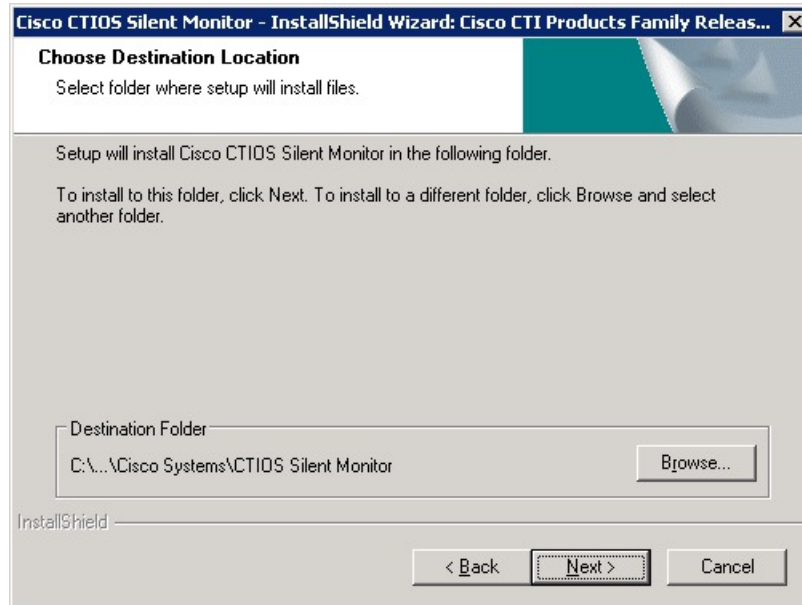 Cisco CTIOS Silent Monitor - InstallShield Wizard: Cisco CTI Products Family Releas...
Choose Destination Location
Select folder where setup will install files.
Setup will install Cisco CTIOS Silent Monitor in the following folder.
To install to this folder, click Next. To install to a different folder, click Browse and select
another folder.
Destination Folder
C:\...\Cisco Systems\CTIOS Silent Monitor
Browse...
InstallShield
< Back
Next >
Cancel